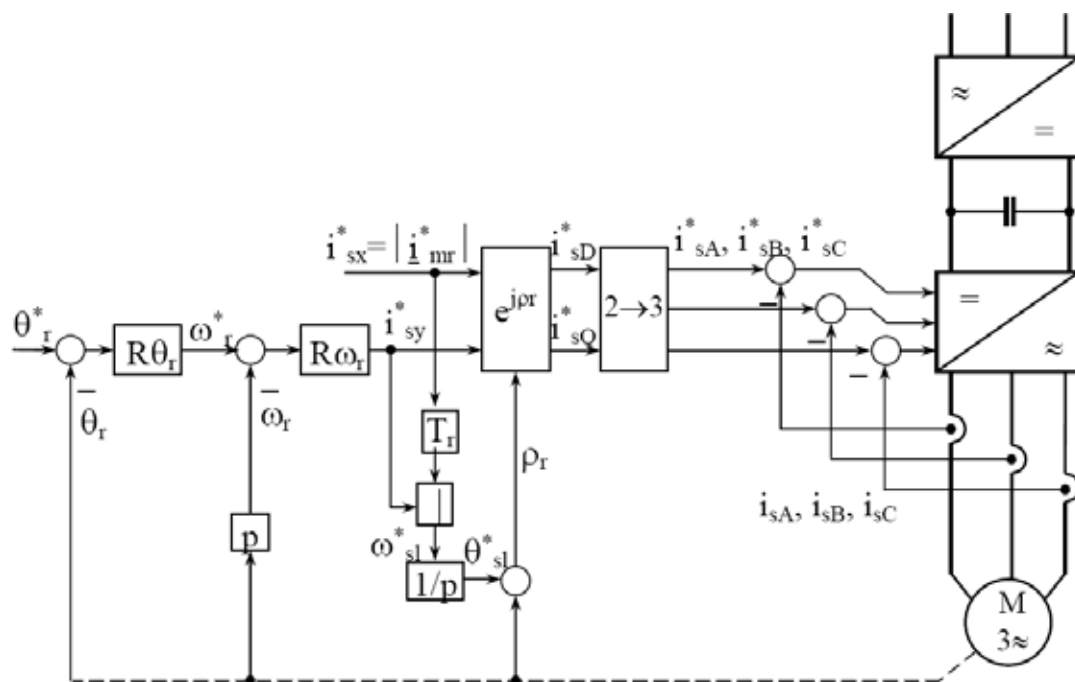 ≈
=
i*sx=|i*mr|
i*sD
i*sA, i*sB, i*sC
θ*r
Rθr
ω*r
Rωr
i*sy
e^jρr
i*sQ
2→3
=
≈
−
−
−
−
θr
−
ωr
Tr
ρr
isA, isB, isC
p
ω*sl
θ*sl
1/p
M
3≈